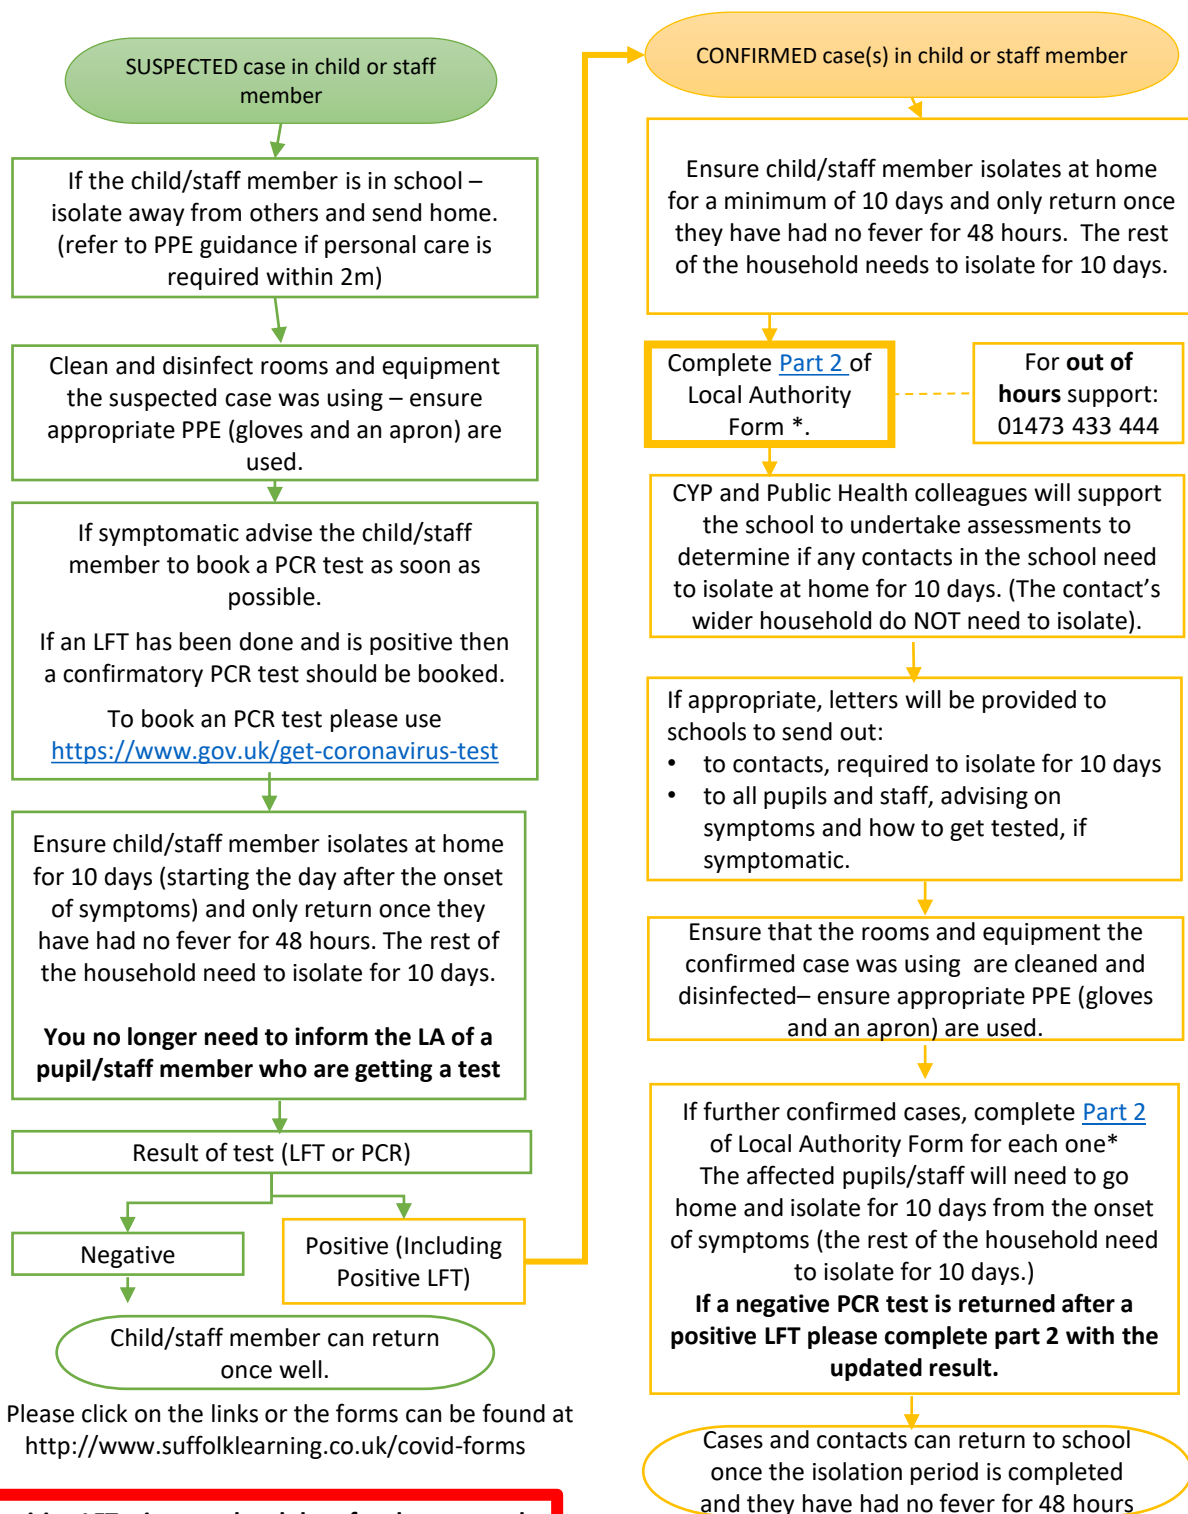 SUSPECTED case in child or staff
member
If the child/staff member is in school –
isolate away from others and send home.
(refer to PPE guidance if personal care is
required within 2m)
Clean and disinfect rooms and equipment
the suspected case was using – ensure
appropriate PPE (gloves and an apron) are
used.
If symptomatic advise the child/staff
member to book a PCR test as soon as
possible.
If an LFT has been done and is positive then
a confirmatory PCR test should be booked.
To book an PCR test please use
https://www.gov.uk/get-coronavirus-test
Ensure child/staff member isolates at home
for 10 days (starting the day after the onset
of symptoms) and only return once they
have had no fever for 48 hours. The rest of
the household need to isolate for 10 days.
You no longer need to inform the LA of a
pupil/staff member who are getting a test
Result of test (LFT or PCR)
Negative
Positive (Including
Positive LFT)
Child/staff member can return
once well.
Please click on the links or the forms can be found at
http://www.suffolklearning.co.uk/covid-forms
CONFIRMED case(s) in child or staff member
Ensure child/staff member isolates at home
for a minimum of 10 days and only return once
they have had no fever for 48 hours. The rest
of the household needs to isolate for 10 days.
Complete Part 2 of
Local Authority
Form *.
For out of
hours support:
01473 433 444
CYP and Public Health colleagues will support
the school to undertake assessments to
determine if any contacts in the school need
to isolate at home for 10 days. (The contact's
wider household do NOT need to isolate).
If appropriate, letters will be provided to
schools to send out:
• to contacts, required to isolate for 10 days
• to all pupils and staff, advising on
symptoms and how to get tested, if
symptomatic.
Ensure that the rooms and equipment the
confirmed case was using are cleaned and
disinfected– ensure appropriate PPE (gloves
and an apron) are used.
If further confirmed cases, complete Part 2
of Local Authority Form for each one*
The affected pupils/staff will need to go
home and isolate for 10 days from the onset
of symptoms (the rest of the household need
to isolate for 10 days.)
If a negative PCR test is returned after a
positive LFT please complete part 2 with the
updated result.
Cases and contacts can return to school
once the isolation period is completed
and they have had no fever for 48 hours